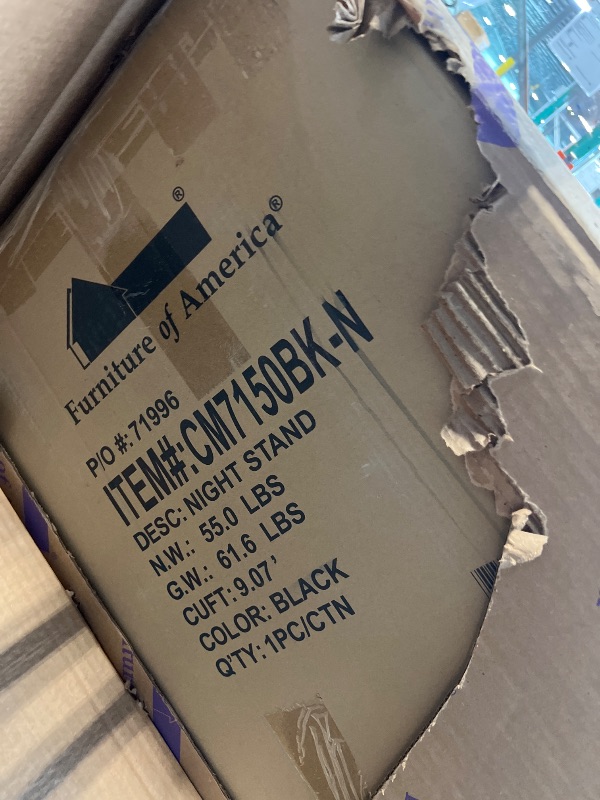 Furniture of America®
P/O #: 71996
ITEM#: CM7150BK-N
DESC: NIGHT STAND
N.W.: 55.0 LBS
G.W.: 61.6 LBS
CUFT: 9.07'
COLOR: BLACK
Q'TY: 1PC/CTN